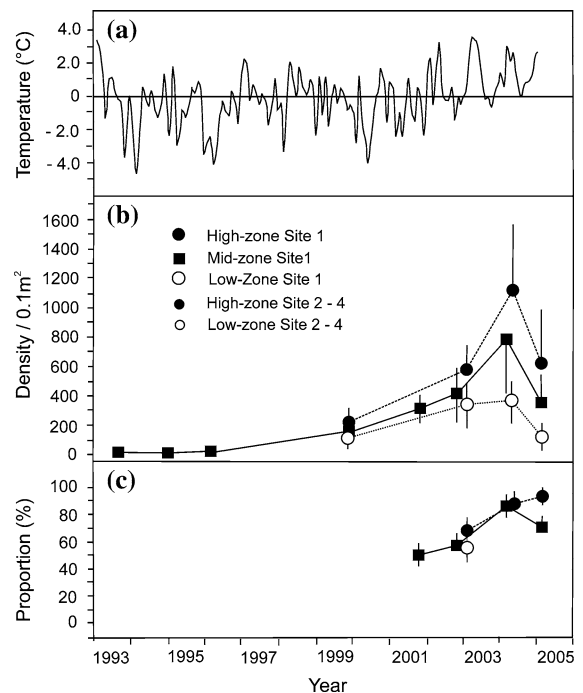 (a)
Temperature (°C)
4.0
2.0
0
- 2.0
- 4.0
(b)
Density / 0.1m²
1600
1400
1200
1000
800
600
400
200
0
High-zone Site 1
Mid-zone Site1
Low-Zone Site 1
High-zone Site 2 - 4
Low-zone Site 2 - 4
(c)
Proportion (%)
100
80
60
40
20
0
1993 1995 1997 1999 2001 2003 2005
Year